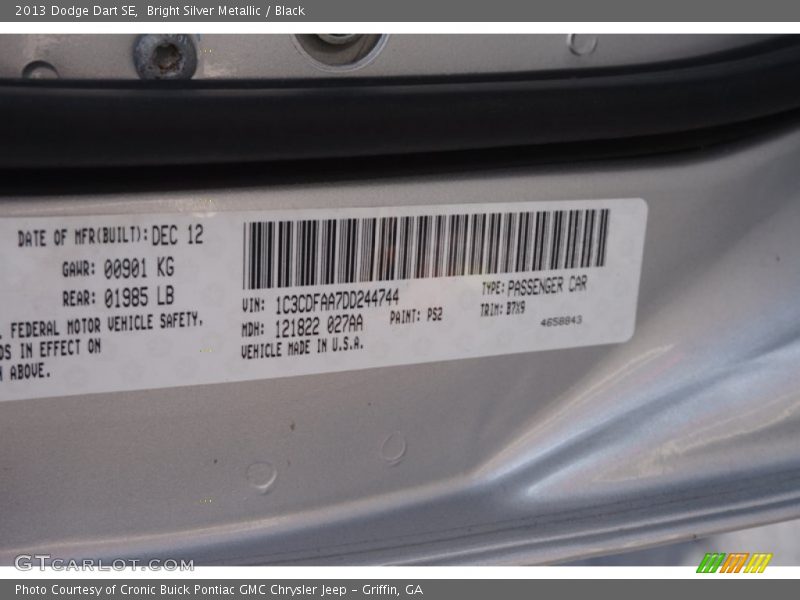 2013 Dodge Dart SE,  Bright Silver Metallic / Black
DATE OF MFR(BUILT): DEC 12
GAWR: 00901 KG
REAR: 01985 LB
FEDERAL MOTOR VEHICLE SAFETY,
IN EFFECT ON
ABOVE.
VIN: 1C3CDFAA7DD244744
TYPE: PASSENGER CAR
MDH: 121822 027AA
PAINT: PS2
TRIM: B7X9
VEHICLE MADE IN U.S.A.
4658843
GTCARLOT.COM
Photo Courtesy of Cronic Buick Pontiac GMC Chrysler Jeep – Griffin, GA